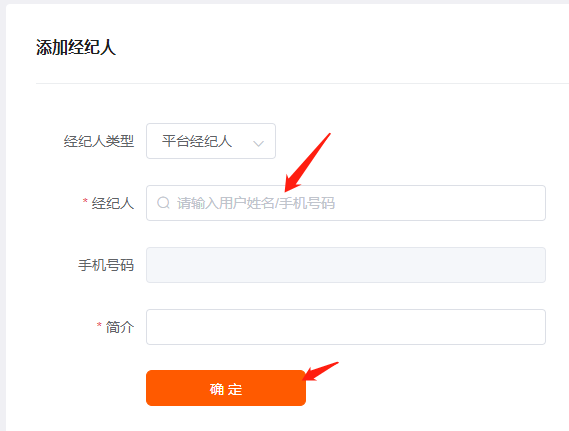 添加经纪人
经纪人类型 平台经纪人
* 经纪人 请输入用户姓名/手机号码
手机号码
* 简介
确 定